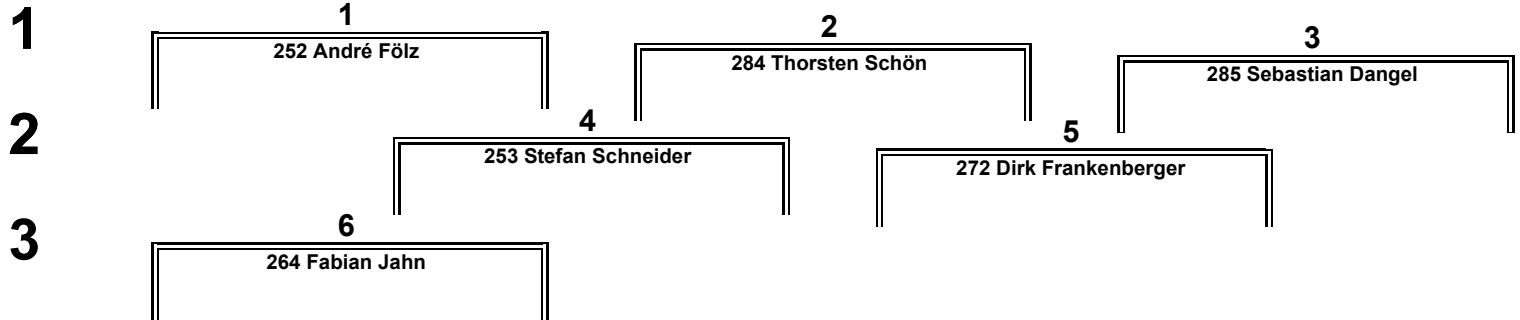 1
1
2
3
252 André Fölz
284 Thorsten Schön
285 Sebastian Dangel
2
4
5
253 Stefan Schneider
272 Dirk Frankenberger
3
6
264 Fabian Jahn